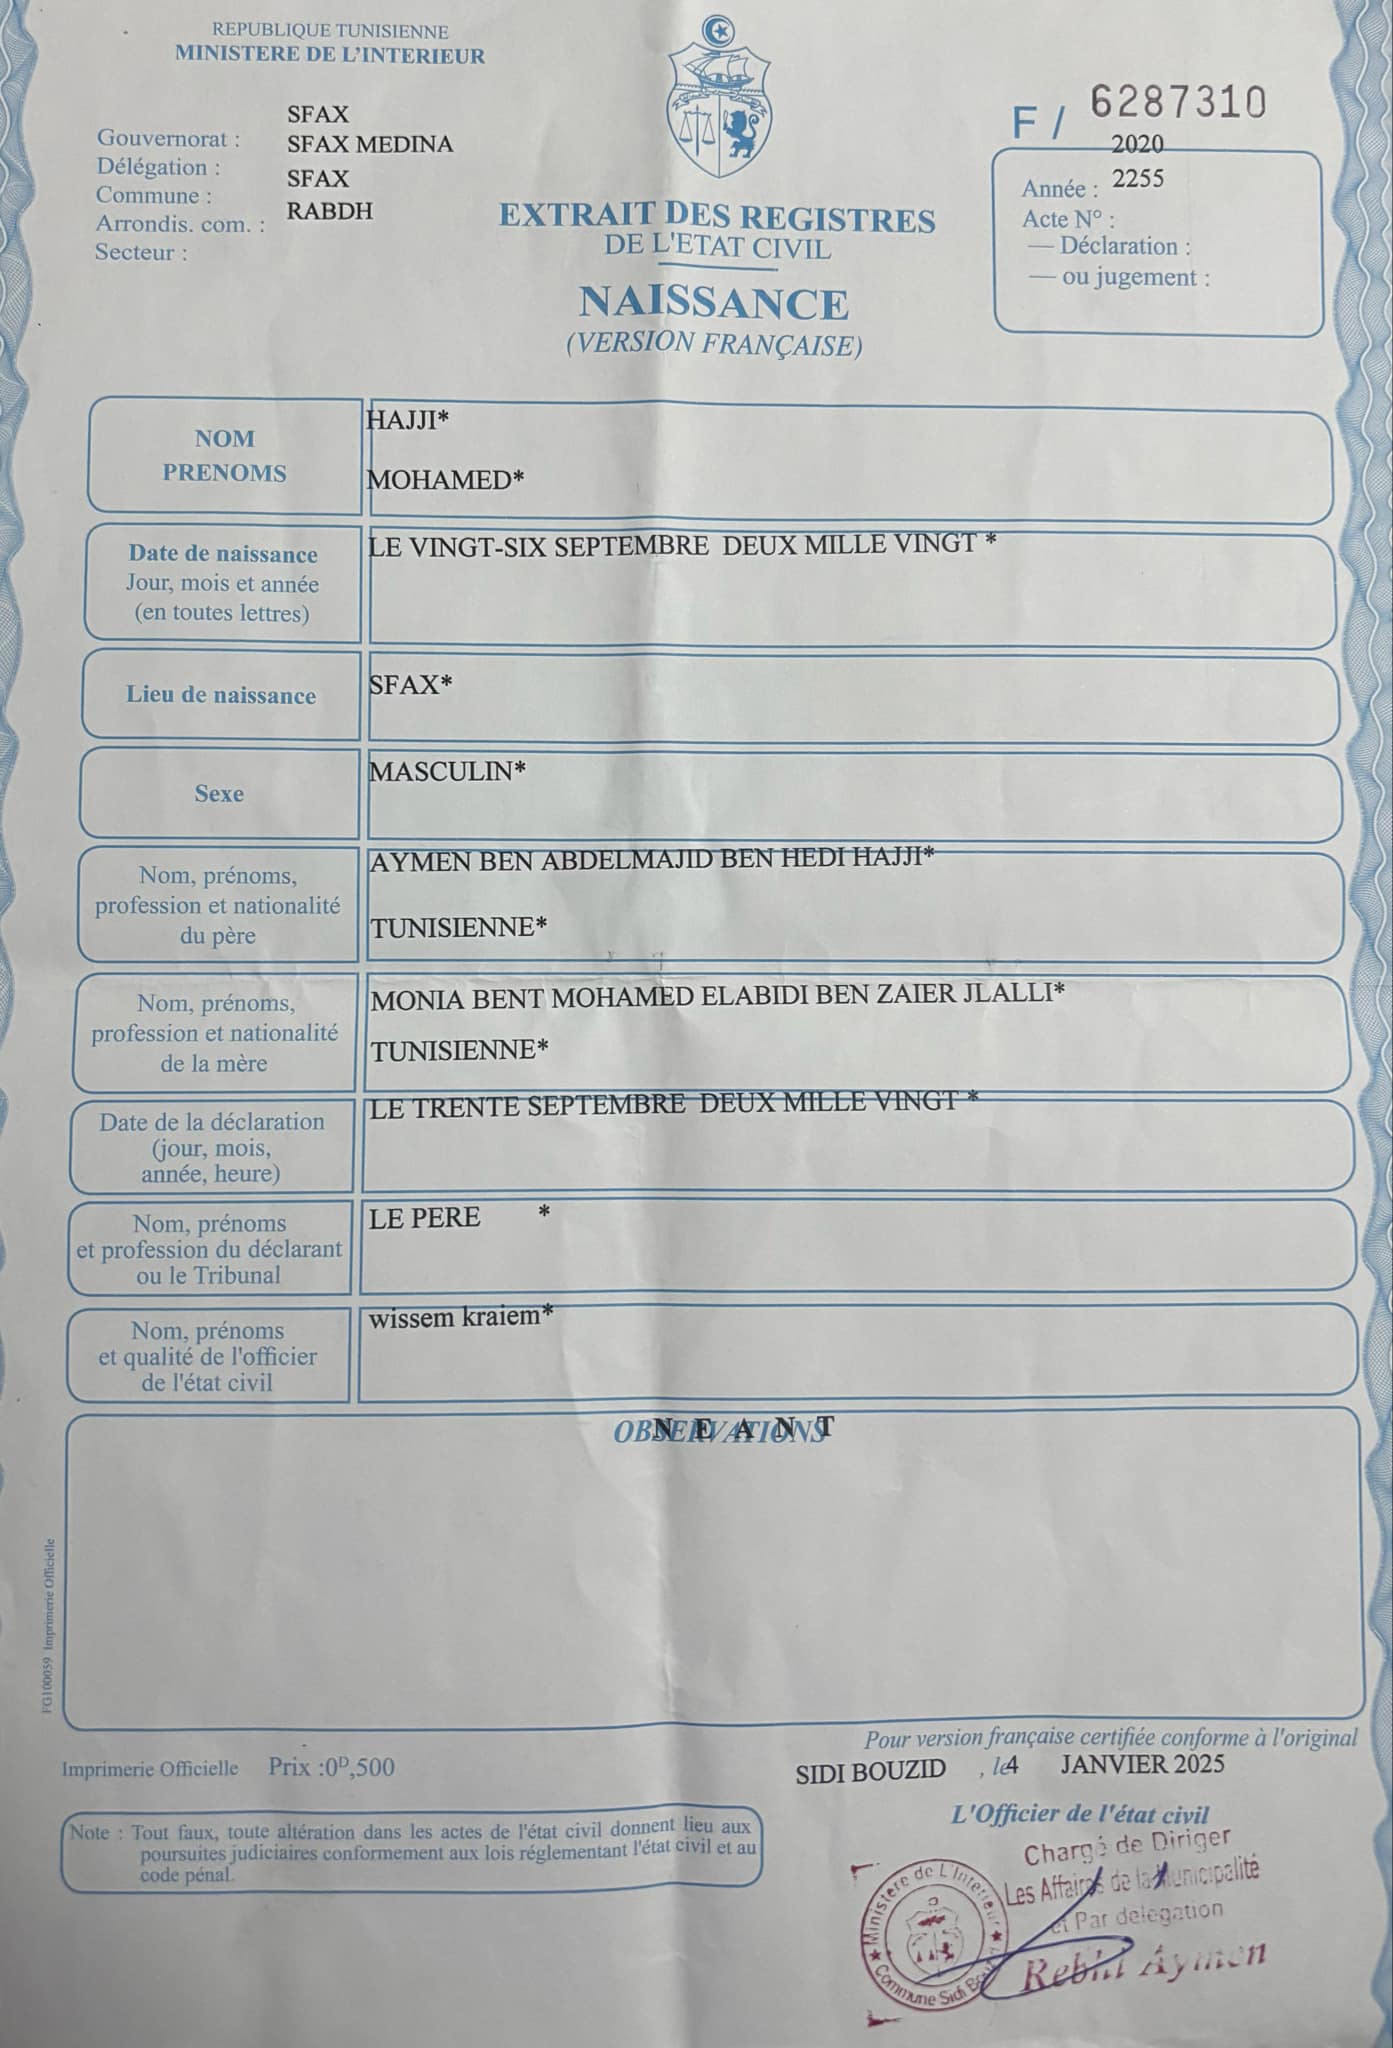 REPUBLIQUE TUNISIENNE
MINISTERE DE L'INTERIEUR
Gouvernorat : SFAX
Délégation : SFAX MEDINA
Commune : SFAX
Arrondis. com. : RABDH
Secteur :
EXTRAIT DES REGISTRES
DE L'ETAT CIVIL
NAISSANCE
(VERSION FRANÇAISE)
F / 6287310
2020
Année : 2255
Acte N° :
— Déclaration :
— ou jugement :
NOM
PRENOMS
HAJJI*
MOHAMED*
Date de naissance
Jour, mois et année
(en toutes lettres)
LE VINGT-SIX SEPTEMBRE DEUX MILLE VINGT *
Lieu de naissance
SFAX*
Sexe
MASCULIN*
Nom, prénoms,
profession et nationalité
du père
AYMEN BEN ABDELMAJID BEN HEDI HAJJI*
TUNISIENNE*
Nom, prénoms,
profession et nationalité
de la mère
MONIA BENT MOHAMED ELABIDI BEN ZAIER JLALLI*
TUNISIENNE*
Date de la déclaration
(jour, mois,
année, heure)
LE TRENTE SEPTEMBRE DEUX MILLE VINGT *
Nom, prénoms
et profession du déclarant
ou le Tribunal
LE PERE *
Nom, prénoms
et qualité de l'officier
de l'état civil
wissem kraiem*
OBSERVATIONS
N E A N T
FG100059 Imprimerie Officielle
Pour version française certifiée conforme à l'original
Imprimerie Officielle Prix :0D,500
SIDI BOUZID , le 4 JANVIER 2025
Note : Tout faux, toute altération dans les actes de l'état civil donnent lieu aux
poursuites judiciaires conformement aux lois réglementant l'état civil et au
code pénal.
L'Officier de l'état civil
Chargé de Diriger
Les Affaires de la Municipalité
et Par delegation
Rebhi Aymen
Ministère de L'Interieur
Commune Sidi Bouzid